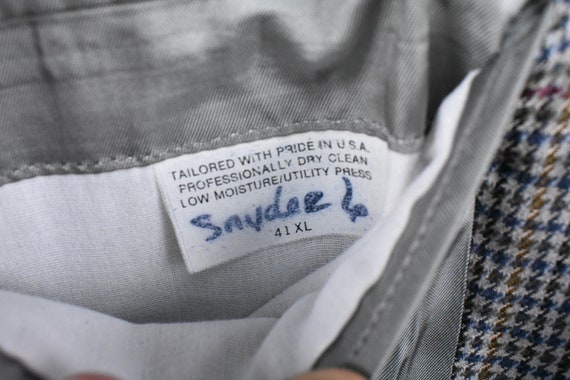 TAILORED WITH PRIDE IN U.S.A.
PROFESSIONALLY DRY CLEAN
LOW MOISTURE/UTILITY PRESS
Snyder 6
41 XL